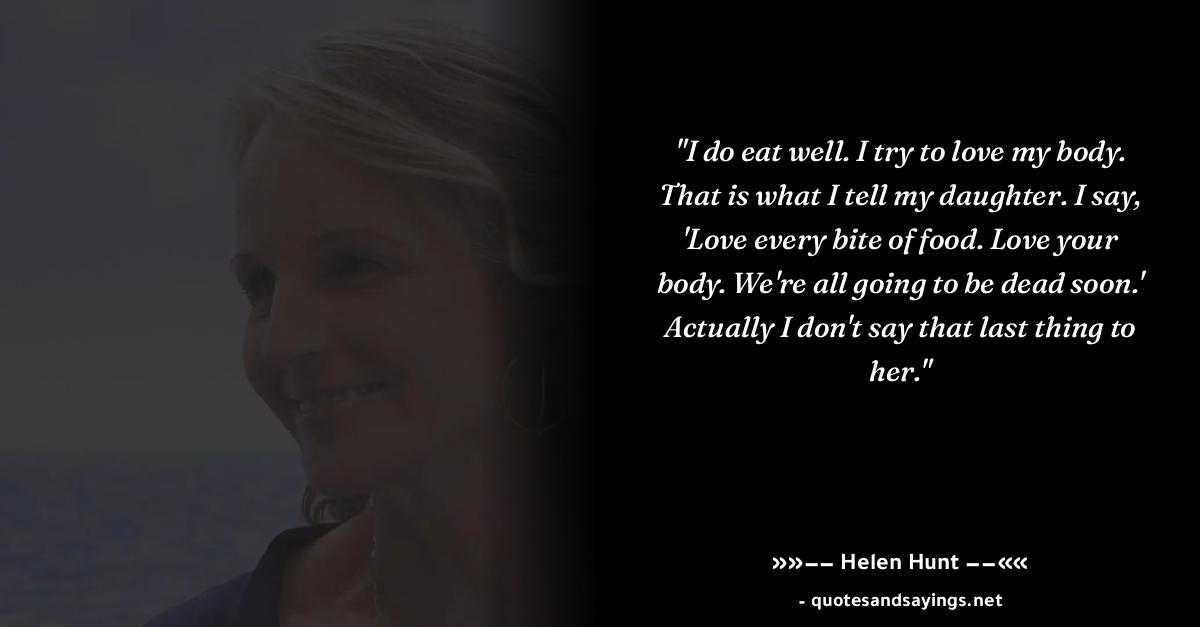 "I do eat well. I try to love my body.
That is what I tell my daughter. I say,
'Love every bite of food. Love your
body. We're all going to be dead soon.'
Actually I don't say that last thing to
her."
»»−− Helen Hunt −−««
- quotesandsayings.net